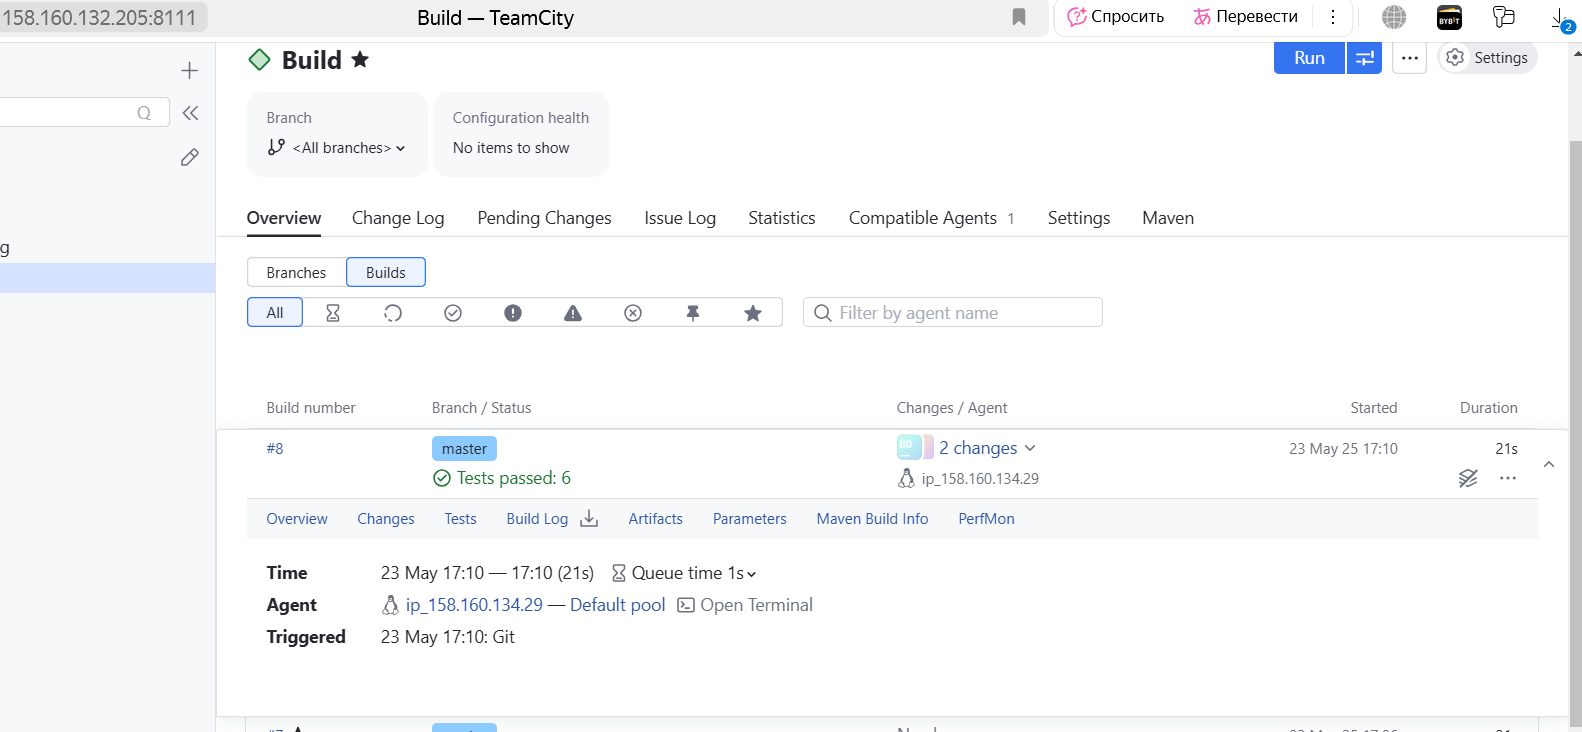 158.160.132.205:8111
Build — TeamCity
Спросить
Перевести
BYBIT
2
Build
Run
Settings
Branch
<All branches>
Configuration health
No items to show
g
Overview Change Log Pending Changes Issue Log Statistics Compatible Agents 1 Settings Maven
Branches Builds
All
Filter by agent name
Build number Branch / Status Changes / Agent Started Duration
#8 master BD 2 changes 23 May 25 17:10 21s
Tests passed: 6 ip_158.160.134.29
Overview Changes Tests Build Log Artifacts Parameters Maven Build Info PerfMon
Time 23 May 17:10 — 17:10 (21s) Queue time 1s
Agent ip_158.160.134.29 — Default pool Open Terminal
Triggered 23 May 17:10: Git